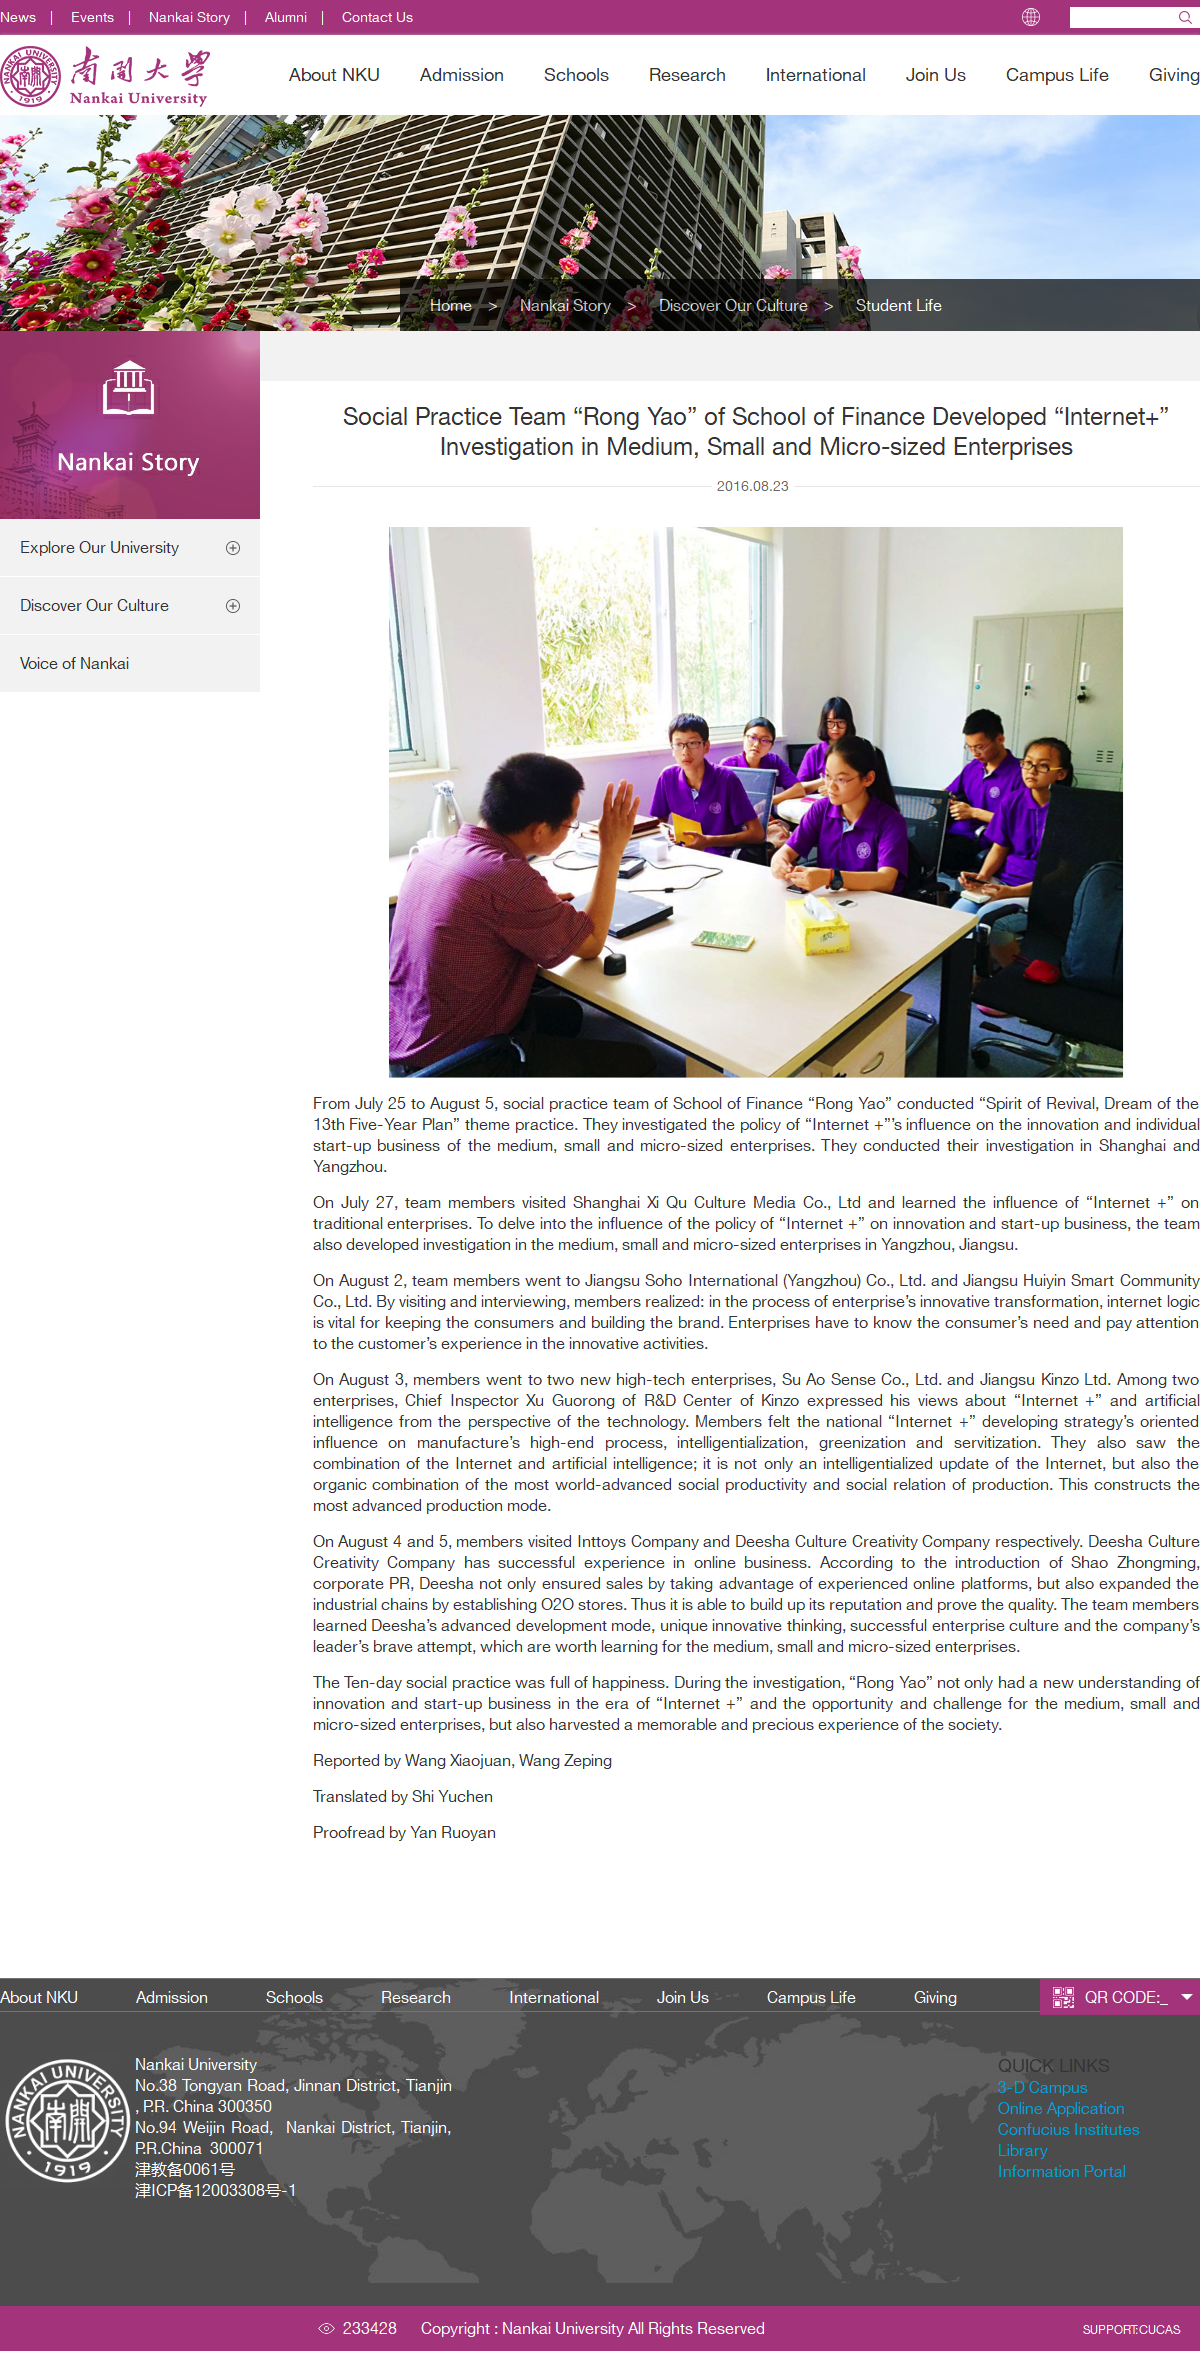 News | Events | Nankai Story | Alumni | Contact Us
NANKAI UNIVERSITY
1919
南開大學
Nankai University
About NKU Admission Schools Research International Join Us Campus Life Giving
Home > Nankai Story > Discover Our Culture > Student Life
Nankai Story
Explore Our University
Discover Our Culture
Voice of Nankai
Social Practice Team “Rong Yao” of School of Finance Developed “Internet+”
Investigation in Medium, Small and Micro-sized Enterprises
2016.08.23
From July 25 to August 5, social practice team of School of Finance “Rong Yao” conducted “Spirit of Revival, Dream of the
13th Five-Year Plan” theme practice. They investigated the policy of “Internet +”’s influence on the innovation and individual
start-up business of the medium, small and micro-sized enterprises. They conducted their investigation in Shanghai and
Yangzhou.
On July 27, team members visited Shanghai Xi Qu Culture Media Co., Ltd and learned the influence of “Internet +” on
traditional enterprises. To delve into the influence of the policy of “Internet +” on innovation and start-up business, the team
also developed investigation in the medium, small and micro-sized enterprises in Yangzhou, Jiangsu.
On August 2, team members went to Jiangsu Soho International (Yangzhou) Co., Ltd. and Jiangsu Huiyin Smart Community
Co., Ltd. By visiting and interviewing, members realized: in the process of enterprise’s innovative transformation, internet logic
is vital for keeping the consumers and building the brand. Enterprises have to know the consumer’s need and pay attention
to the customer’s experience in the innovative activities.
On August 3, members went to two new high-tech enterprises, Su Ao Sense Co., Ltd. and Jiangsu Kinzo Ltd. Among two
enterprises, Chief Inspector Xu Guorong of R&D Center of Kinzo expressed his views about “Internet +” and artificial
intelligence from the perspective of the technology. Members felt the national “Internet +” developing strategy’s oriented
influence on manufacture’s high-end process, intelligentialization, greenization and servitization. They also saw the
combination of the Internet and artificial intelligence; it is not only an intelligentialized update of the Internet, but also the
organic combination of the most world-advanced social productivity and social relation of production. This constructs the
most advanced production mode.
On August 4 and 5, members visited Inttoys Company and Deesha Culture Creativity Company respectively. Deesha Culture
Creativity Company has successful experience in online business. According to the introduction of Shao Zhongming,
corporate PR, Deesha not only ensured sales by taking advantage of experienced online platforms, but also expanded the
industrial chains by establishing O2O stores. Thus it is able to build up its reputation and prove the quality. The team members
learned Deesha’s advanced development mode, unique innovative thinking, successful enterprise culture and the company’s
leader’s brave attempt, which are worth learning for the medium, small and micro-sized enterprises.
The Ten-day social practice was full of happiness. During the investigation, “Rong Yao” not only had a new understanding of
innovation and start-up business in the era of “Internet +” and the opportunity and challenge for the medium, small and
micro-sized enterprises, but also harvested a memorable and precious experience of the society.
Reported by Wang Xiaojuan, Wang Zeping
Translated by Shi Yuchen
Proofread by Yan Ruoyan
About NKU Admission Schools Research International Join Us Campus Life Giving QR CODE:_
NANKAI UNIVERSITY
南開
1919
Nankai University
No.38 Tongyan Road, Jinnan District, Tianjin
, P.R. China 300350
No.94 Weijin Road, Nankai District, Tianjin,
P.R.China 300071
津教备0061号
津ICP备12003308号-1
QUICK LINKS
3-D Campus
Online Application
Confucius Institutes
Library
Information Portal
233428 Copyright : Nankai University All Rights Reserved
SUPPORT:CUCAS